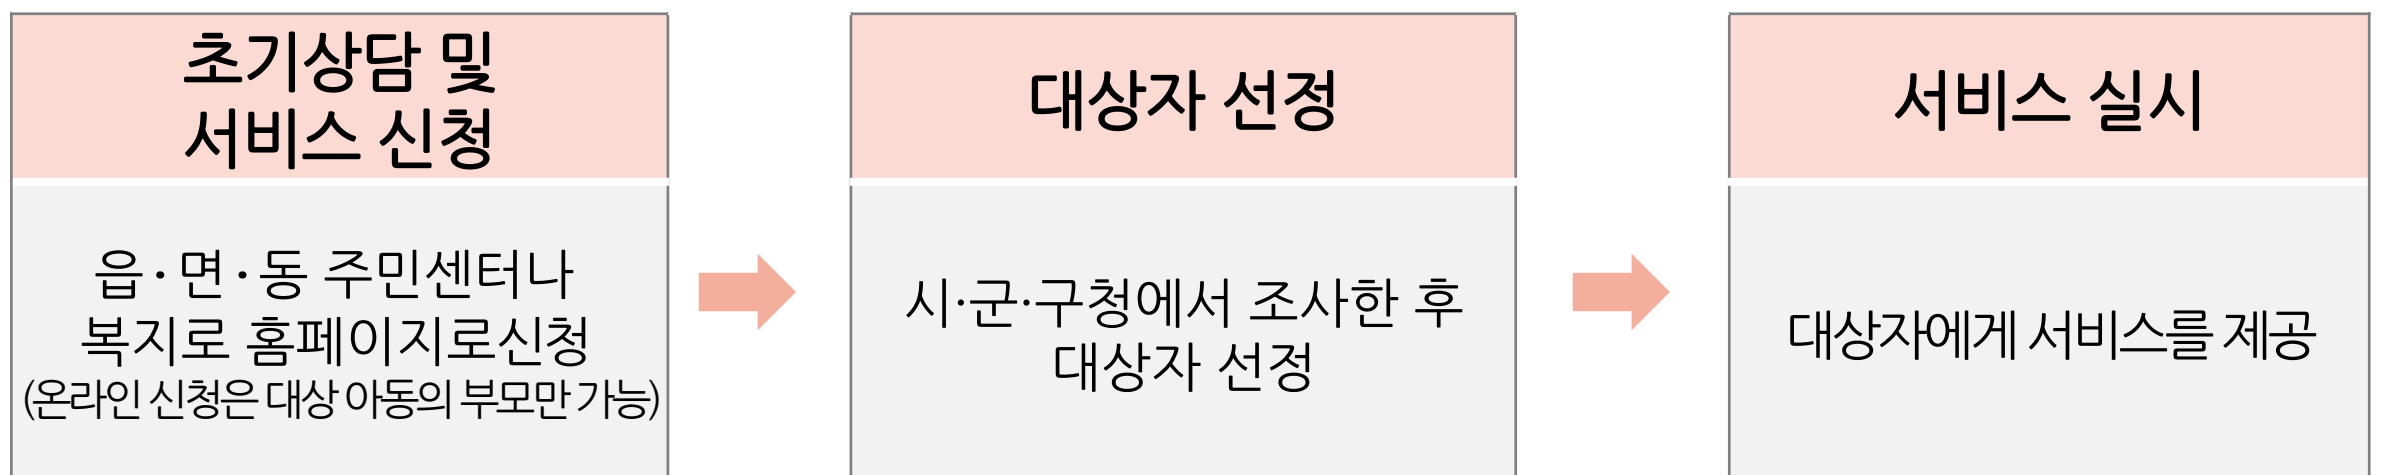 초기상담 및
서비스 신청
읍·면·동 주민센터나
복지로 홈페이지로신청
(온라인 신청은 대상 아동의 부모만 가능)
대상자 선정
시·군·구청에서 조사한 후
대상자 선정
서비스 실시
대상자에게 서비스를 제공